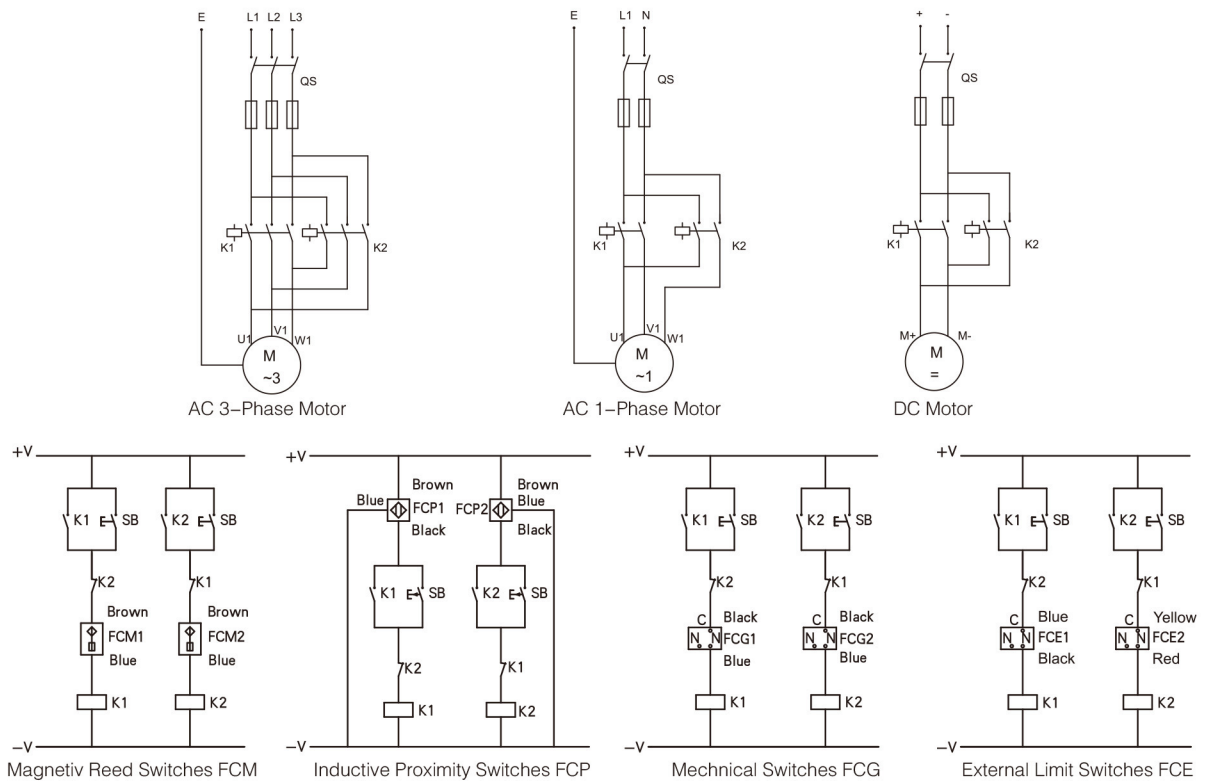 E L1 L2 L3
QS
K1 K2
U1 V1 W1
M
~3
AC 3-Phase Motor
E L1 N
QS
K1 K2
U1 V1 W1
M
~1
AC 1-Phase Motor
+ -
QS
K1 K2
M+ M-
M
=
DC Motor
+V
K1 SB K2 SB
K2 K1
Brown Brown
FCM1 FCM2
Blue Blue
K1 K2
-V
Magnetiv Reed Switches FCM
+V
Brown Brown
Blue FCP1 FCP2 Blue
Black Black
K1 SB K2 SB
K2 K1
K1 K2
-V
Inductive Proximity Switches FCP
+V
K1 SB K2 SB
K2 K1
C Black C Black
N N FCG1 N N FCG2
Blue Blue
K1 K2
-V
Mechnical Switches FCG
+V
K1 SB K2 SB
K2 K1
C Blue C Yellow
N N FCE1 N N FCE2
Black Red
K1 K2
-V
External Limit Switches FCE